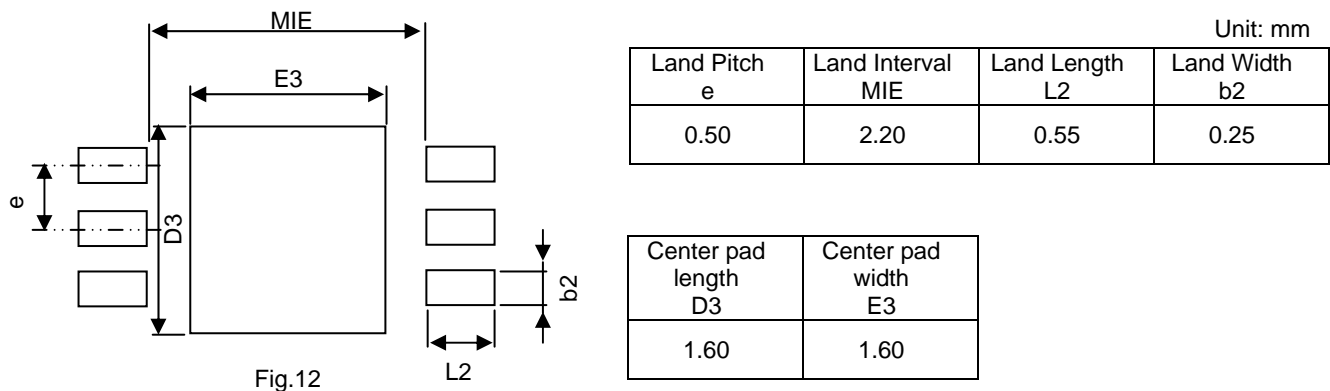 MIE
E3
e
D3
b2
L2
Fig.12
Unit: mm
Land Pitch
e
Land Interval
MIE
Land Length
L2
Land Width
b2
0.50 2.20 0.55 0.25
Center pad
length
D3
Center pad
width
E3
1.60 1.60